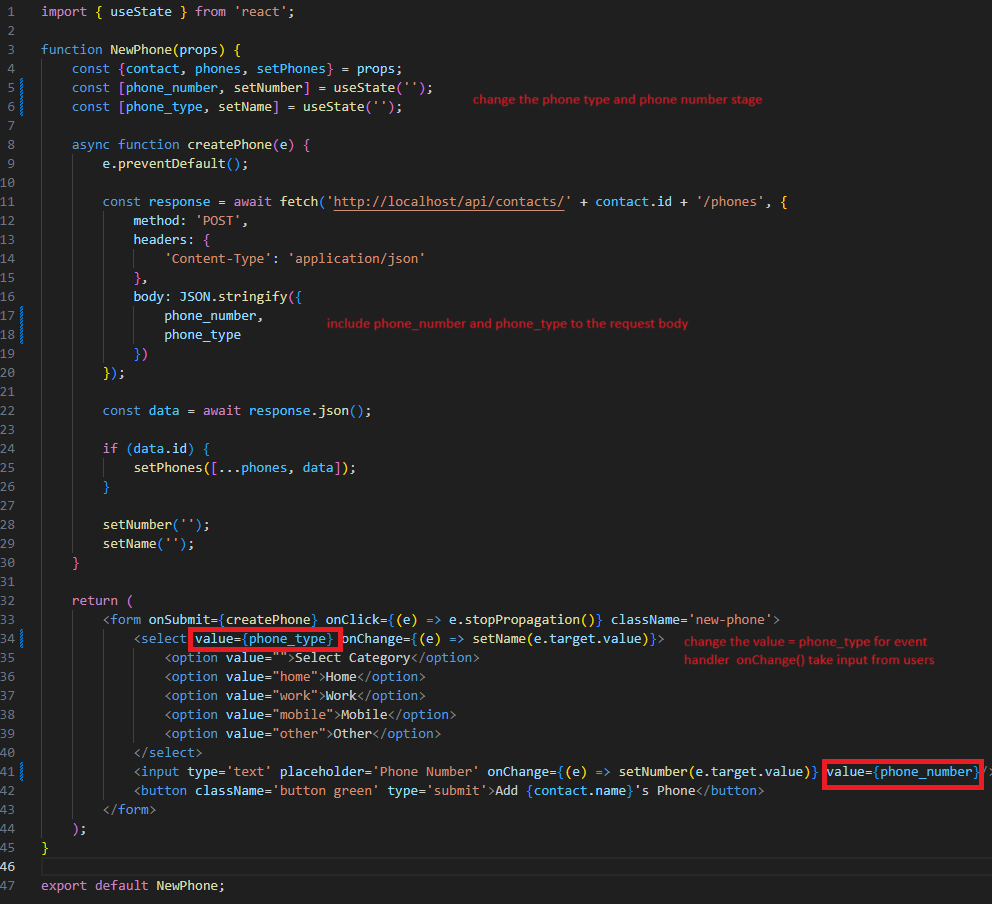 1 import { useState } from 'react';
2
3 function NewPhone(props) {
4 const {contact, phones, setPhones} = props;
5 const [phone_number, setNumber] = useState('');
change the phone type and phone number stage
6 const [phone_type, setName] = useState('');
7
8 async function createPhone(e) {
9 e.preventDefault();
10
11 const response = await fetch('http://localhost/api/contacts/' + contact.id + '/phones', {
12 method: 'POST',
13 headers: {
14 'Content-Type': 'application/json'
15 },
16 body: JSON.stringify({
17 phone_number,
include phone_number and phone_type to the request body
18 phone_type
19 })
20 });
21
22 const data = await response.json();
23
24 if (data.id) {
25 setPhones([...phones, data]);
26 }
27
28 setNumber('');
29 setName('');
30 }
31
32 return (
33 <form onSubmit={createPhone} onClick={(e) => e.stopPropagation()} className='new-phone'>
34 <select value={phone_type} onChange={(e) => setName(e.target.value)}>
change the value = phone_type for event
handler onChange() take input from users
35 <option value="">Select Category</option>
36 <option value="home">Home</option>
37 <option value="work">Work</option>
38 <option value="mobile">Mobile</option>
39 <option value="other">Other</option>
40 </select>
41 <input type='text' placeholder='Phone Number' onChange={(e) => setNumber(e.target.value)} value={phone_number}/>
42 <button className='button green' type='submit'>Add {contact.name}'s Phone</button>
43 </form>
44 );
45 }
46
47 export default NewPhone;